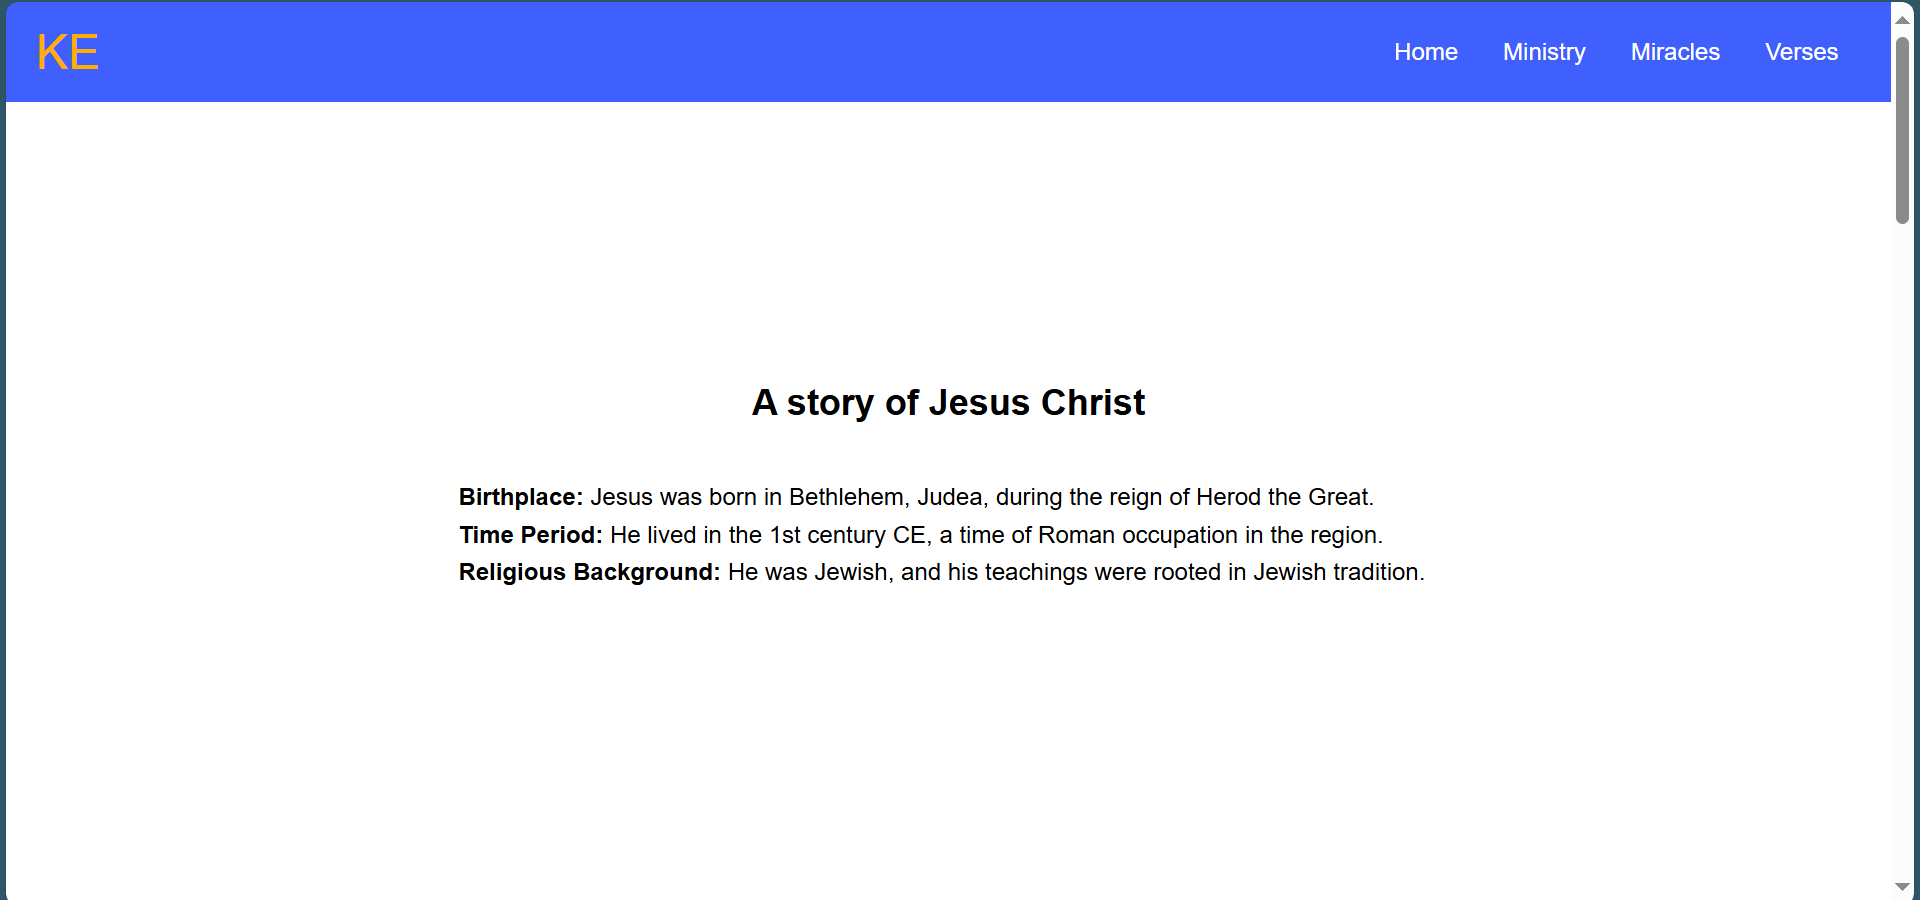 KE
Home Ministry Miracles Verses
A story of Jesus Christ
Birthplace: Jesus was born in Bethlehem, Judea, during the reign of Herod the Great.
Time Period: He lived in the 1st century CE, a time of Roman occupation in the region.
Religious Background: He was Jewish, and his teachings were rooted in Jewish tradition.